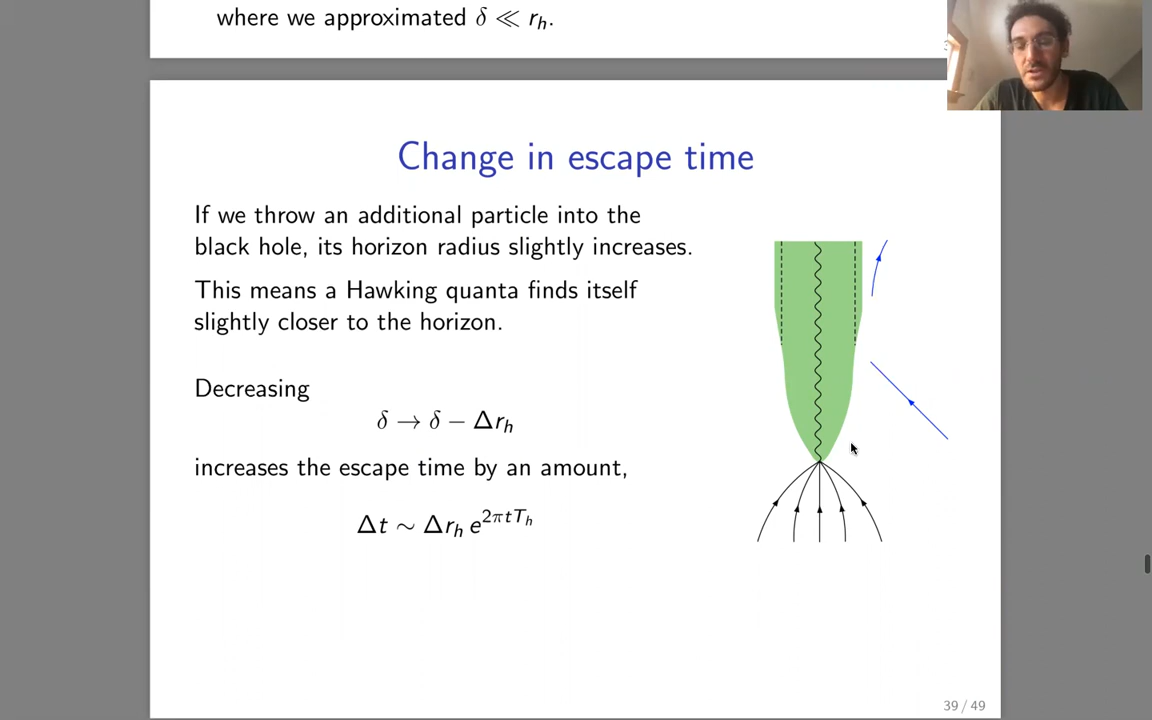 where we approximated δ ≪ r_h.
Change in escape time
If we throw an additional particle into the
black hole, its horizon radius slightly increases.
This means a Hawking quanta finds itself
slightly closer to the horizon.
Decreasing
δ → δ − Δr_h
increases the escape time by an amount,
Δt ∼ Δr_h e^{2πtT_h}
39 / 49